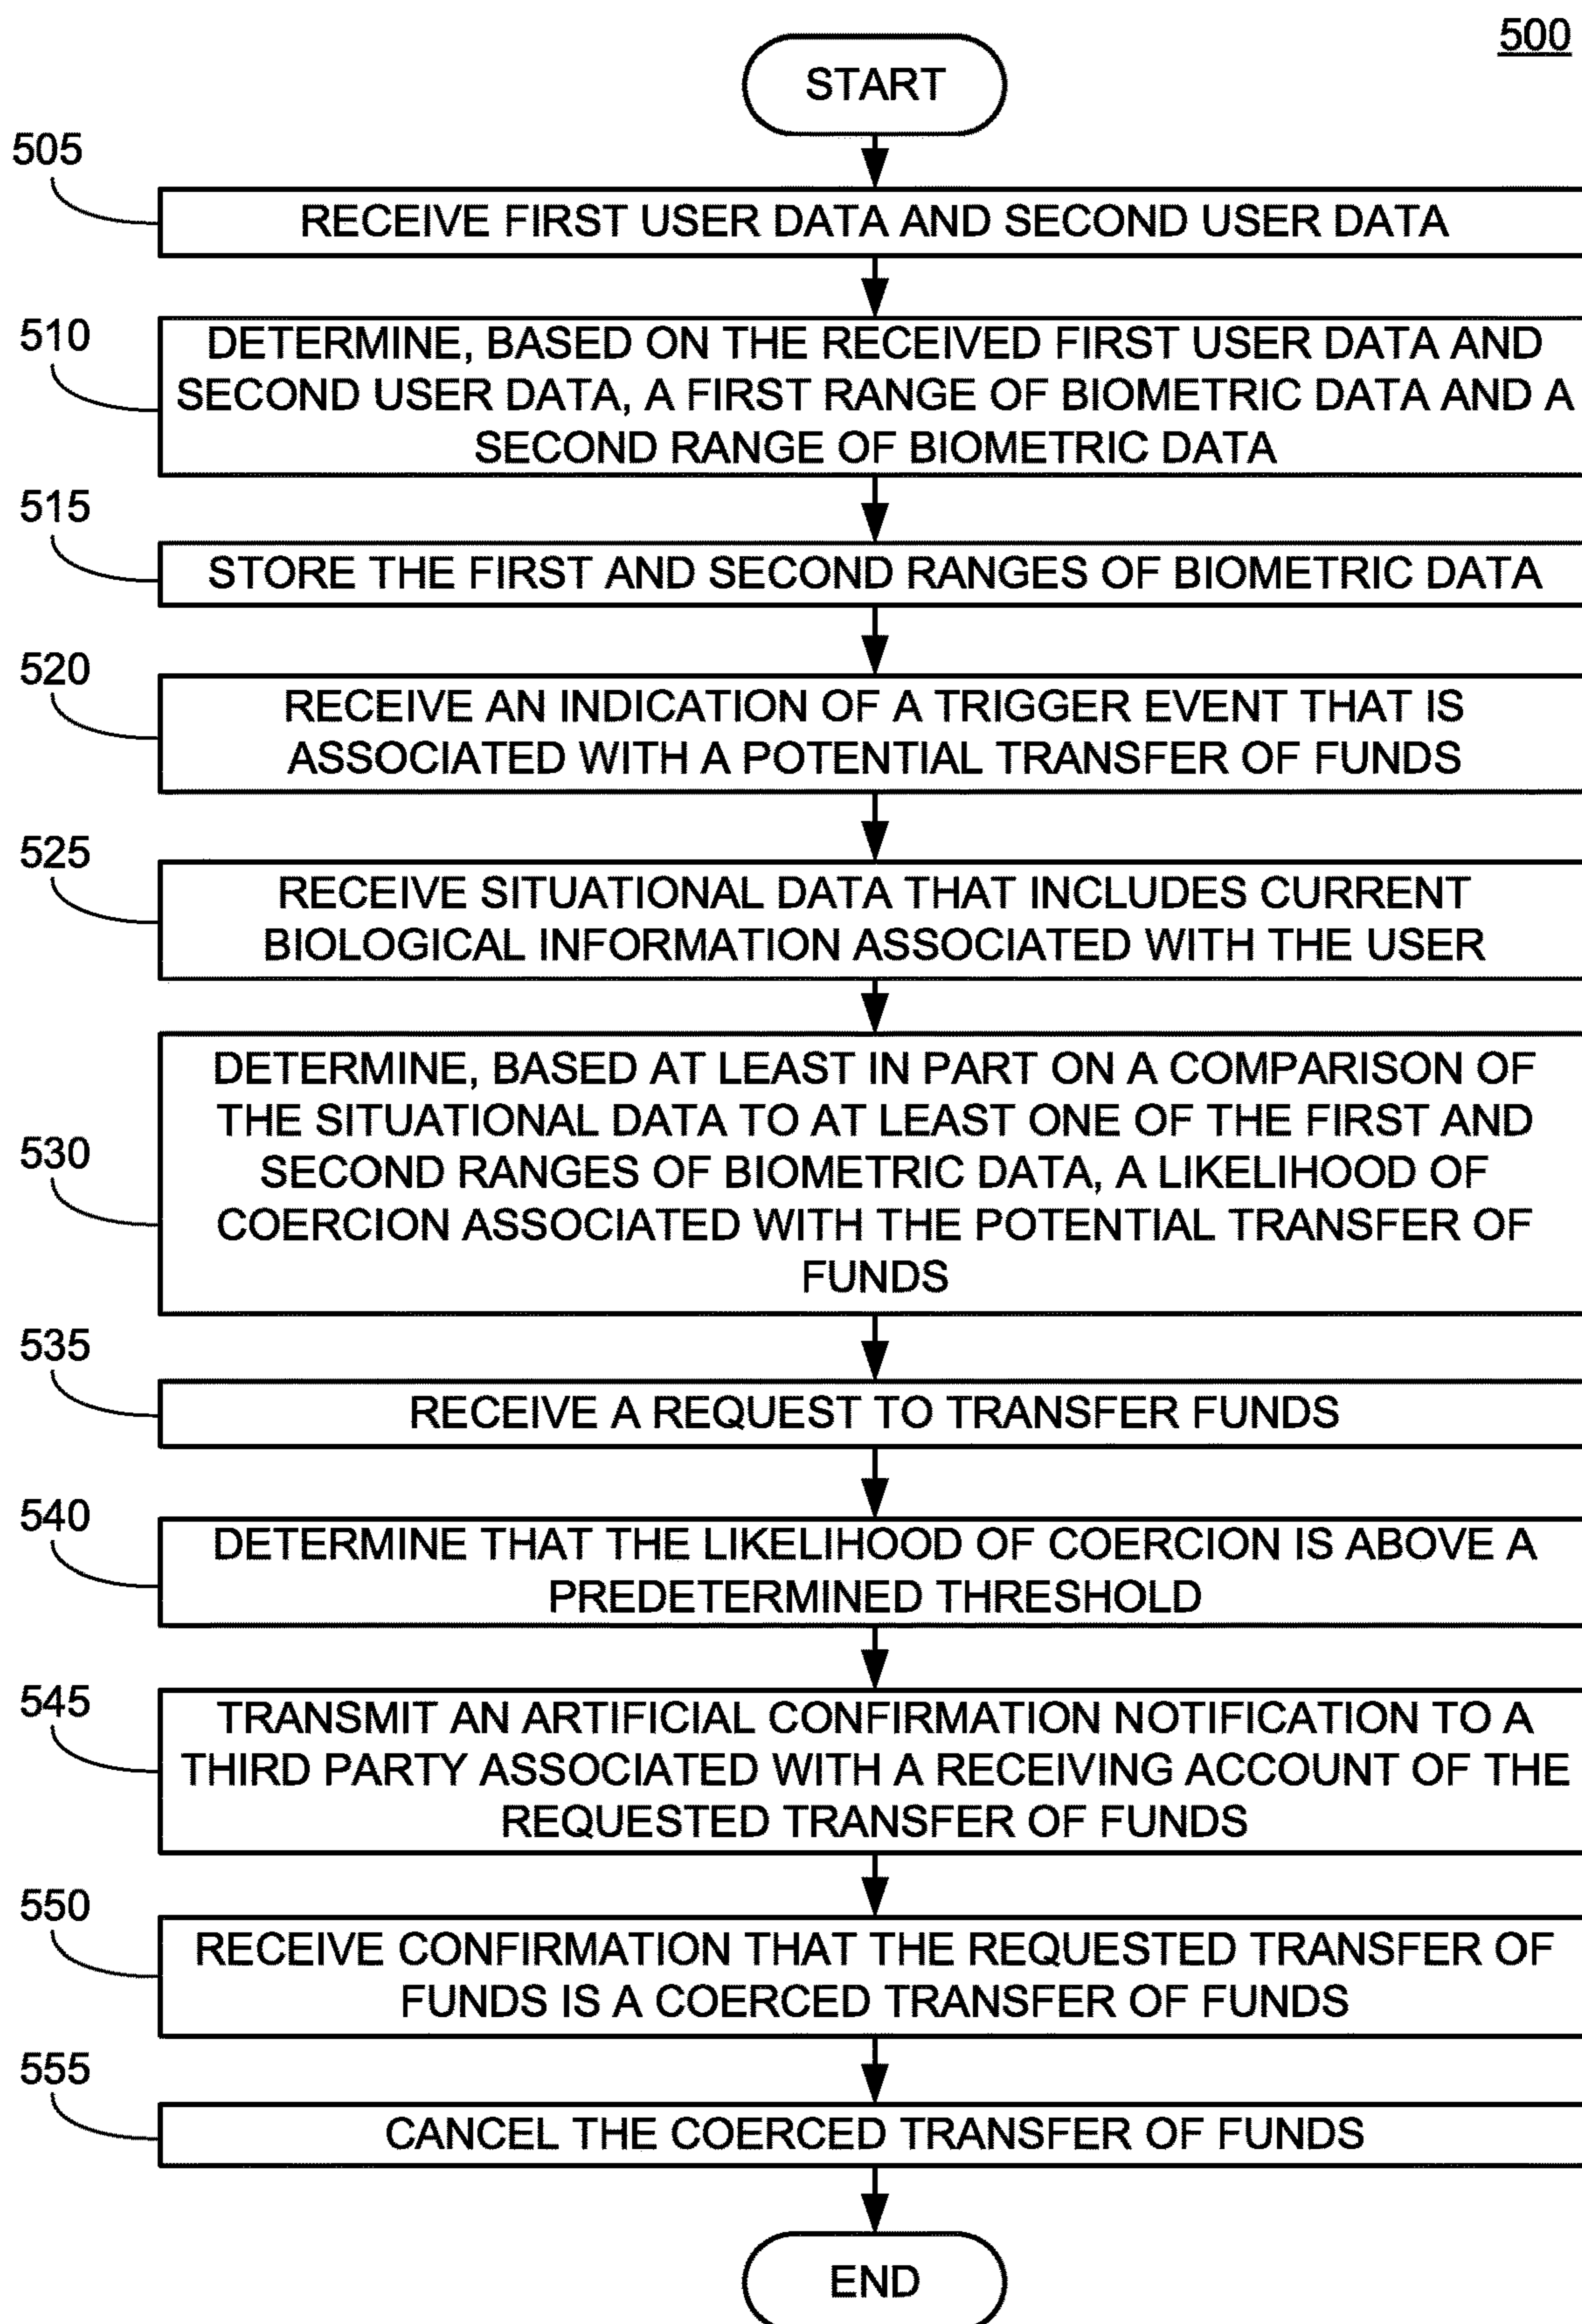 500
START
505
RECEIVE FIRST USER DATA AND SECOND USER DATA
510
DETERMINE, BASED ON THE RECEIVED FIRST USER DATA AND
SECOND USER DATA, A FIRST RANGE OF BIOMETRIC DATA AND A
SECOND RANGE OF BIOMETRIC DATA
515
STORE THE FIRST AND SECOND RANGES OF BIOMETRIC DATA
520
RECEIVE AN INDICATION OF A TRIGGER EVENT THAT IS
ASSOCIATED WITH A POTENTIAL TRANSFER OF FUNDS
525
RECEIVE SITUATIONAL DATA THAT INCLUDES CURRENT
BIOLOGICAL INFORMATION ASSOCIATED WITH THE USER
530
DETERMINE, BASED AT LEAST IN PART ON A COMPARISON OF
THE SITUATIONAL DATA TO AT LEAST ONE OF THE FIRST AND
SECOND RANGES OF BIOMETRIC DATA, A LIKELIHOOD OF
COERCION ASSOCIATED WITH THE POTENTIAL TRANSFER OF
FUNDS
535
RECEIVE A REQUEST TO TRANSFER FUNDS
540
DETERMINE THAT THE LIKELIHOOD OF COERCION IS ABOVE A
PREDETERMINED THRESHOLD
545
TRANSMIT AN ARTIFICIAL CONFIRMATION NOTIFICATION TO A
THIRD PARTY ASSOCIATED WITH A RECEIVING ACCOUNT OF THE
REQUESTED TRANSFER OF FUNDS
550
RECEIVE CONFIRMATION THAT THE REQUESTED TRANSFER OF
FUNDS IS A COERCED TRANSFER OF FUNDS
555
CANCEL THE COERCED TRANSFER OF FUNDS
END